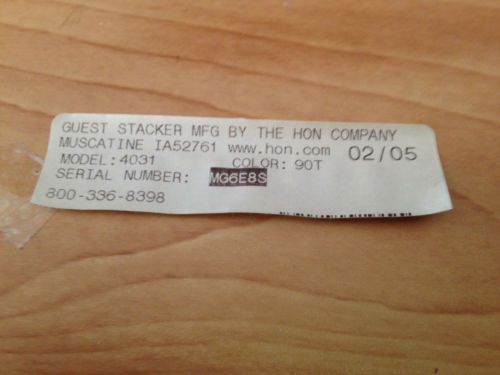 GUEST STACKER MFG BY THE HON COMPANY
MUSCATINE IA52761 www.hon.com 02/05
MODEL:4031 COLOR: 90T
SERIAL NUMBER: MG6E8S
800-336-8398